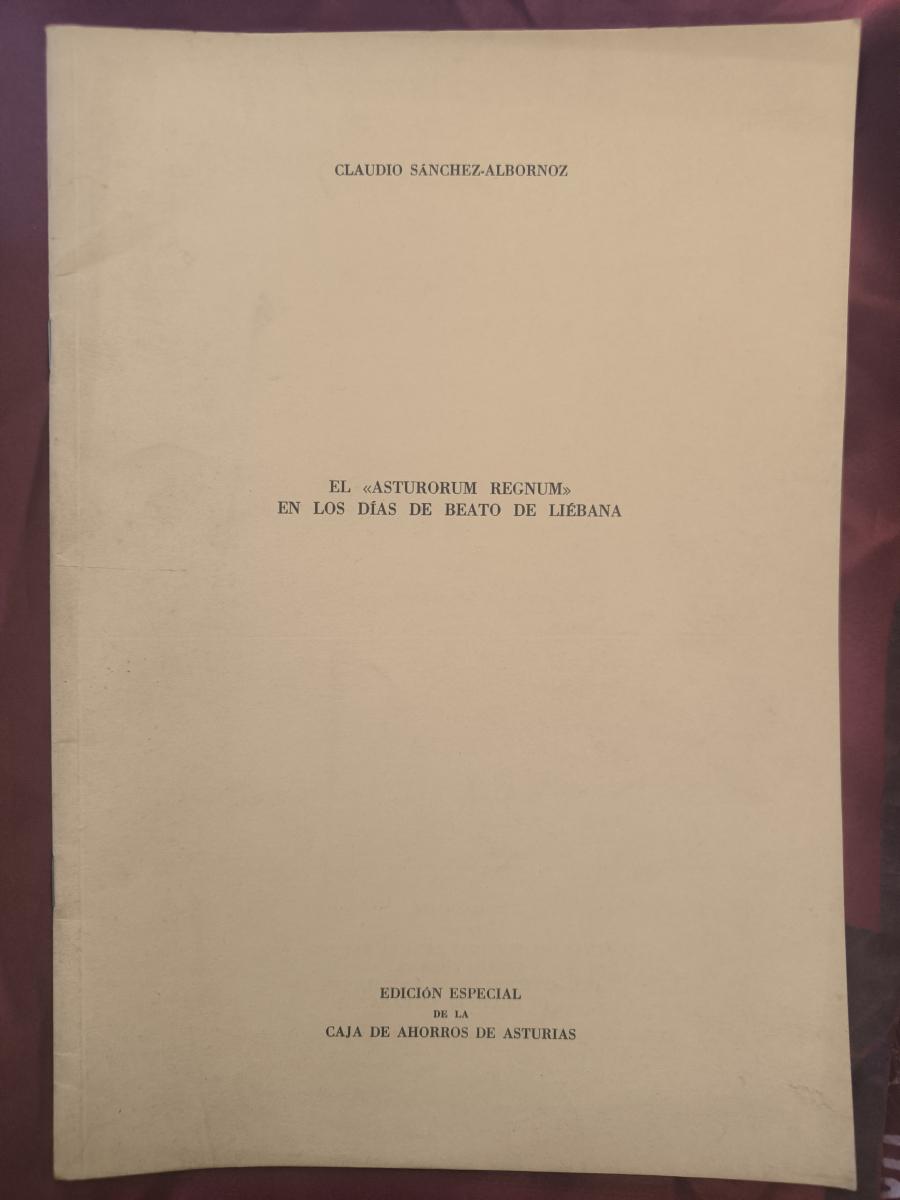 CLAUDIO SÁNCHEZ-ALBORNOZ
EL «ASTURORUM REGNUM»
EN LOS DÍAS DE BEATO DE LIÉBANA
EDICIÓN ESPECIAL
DE LA
CAJA DE AHORROS DE ASTURIAS